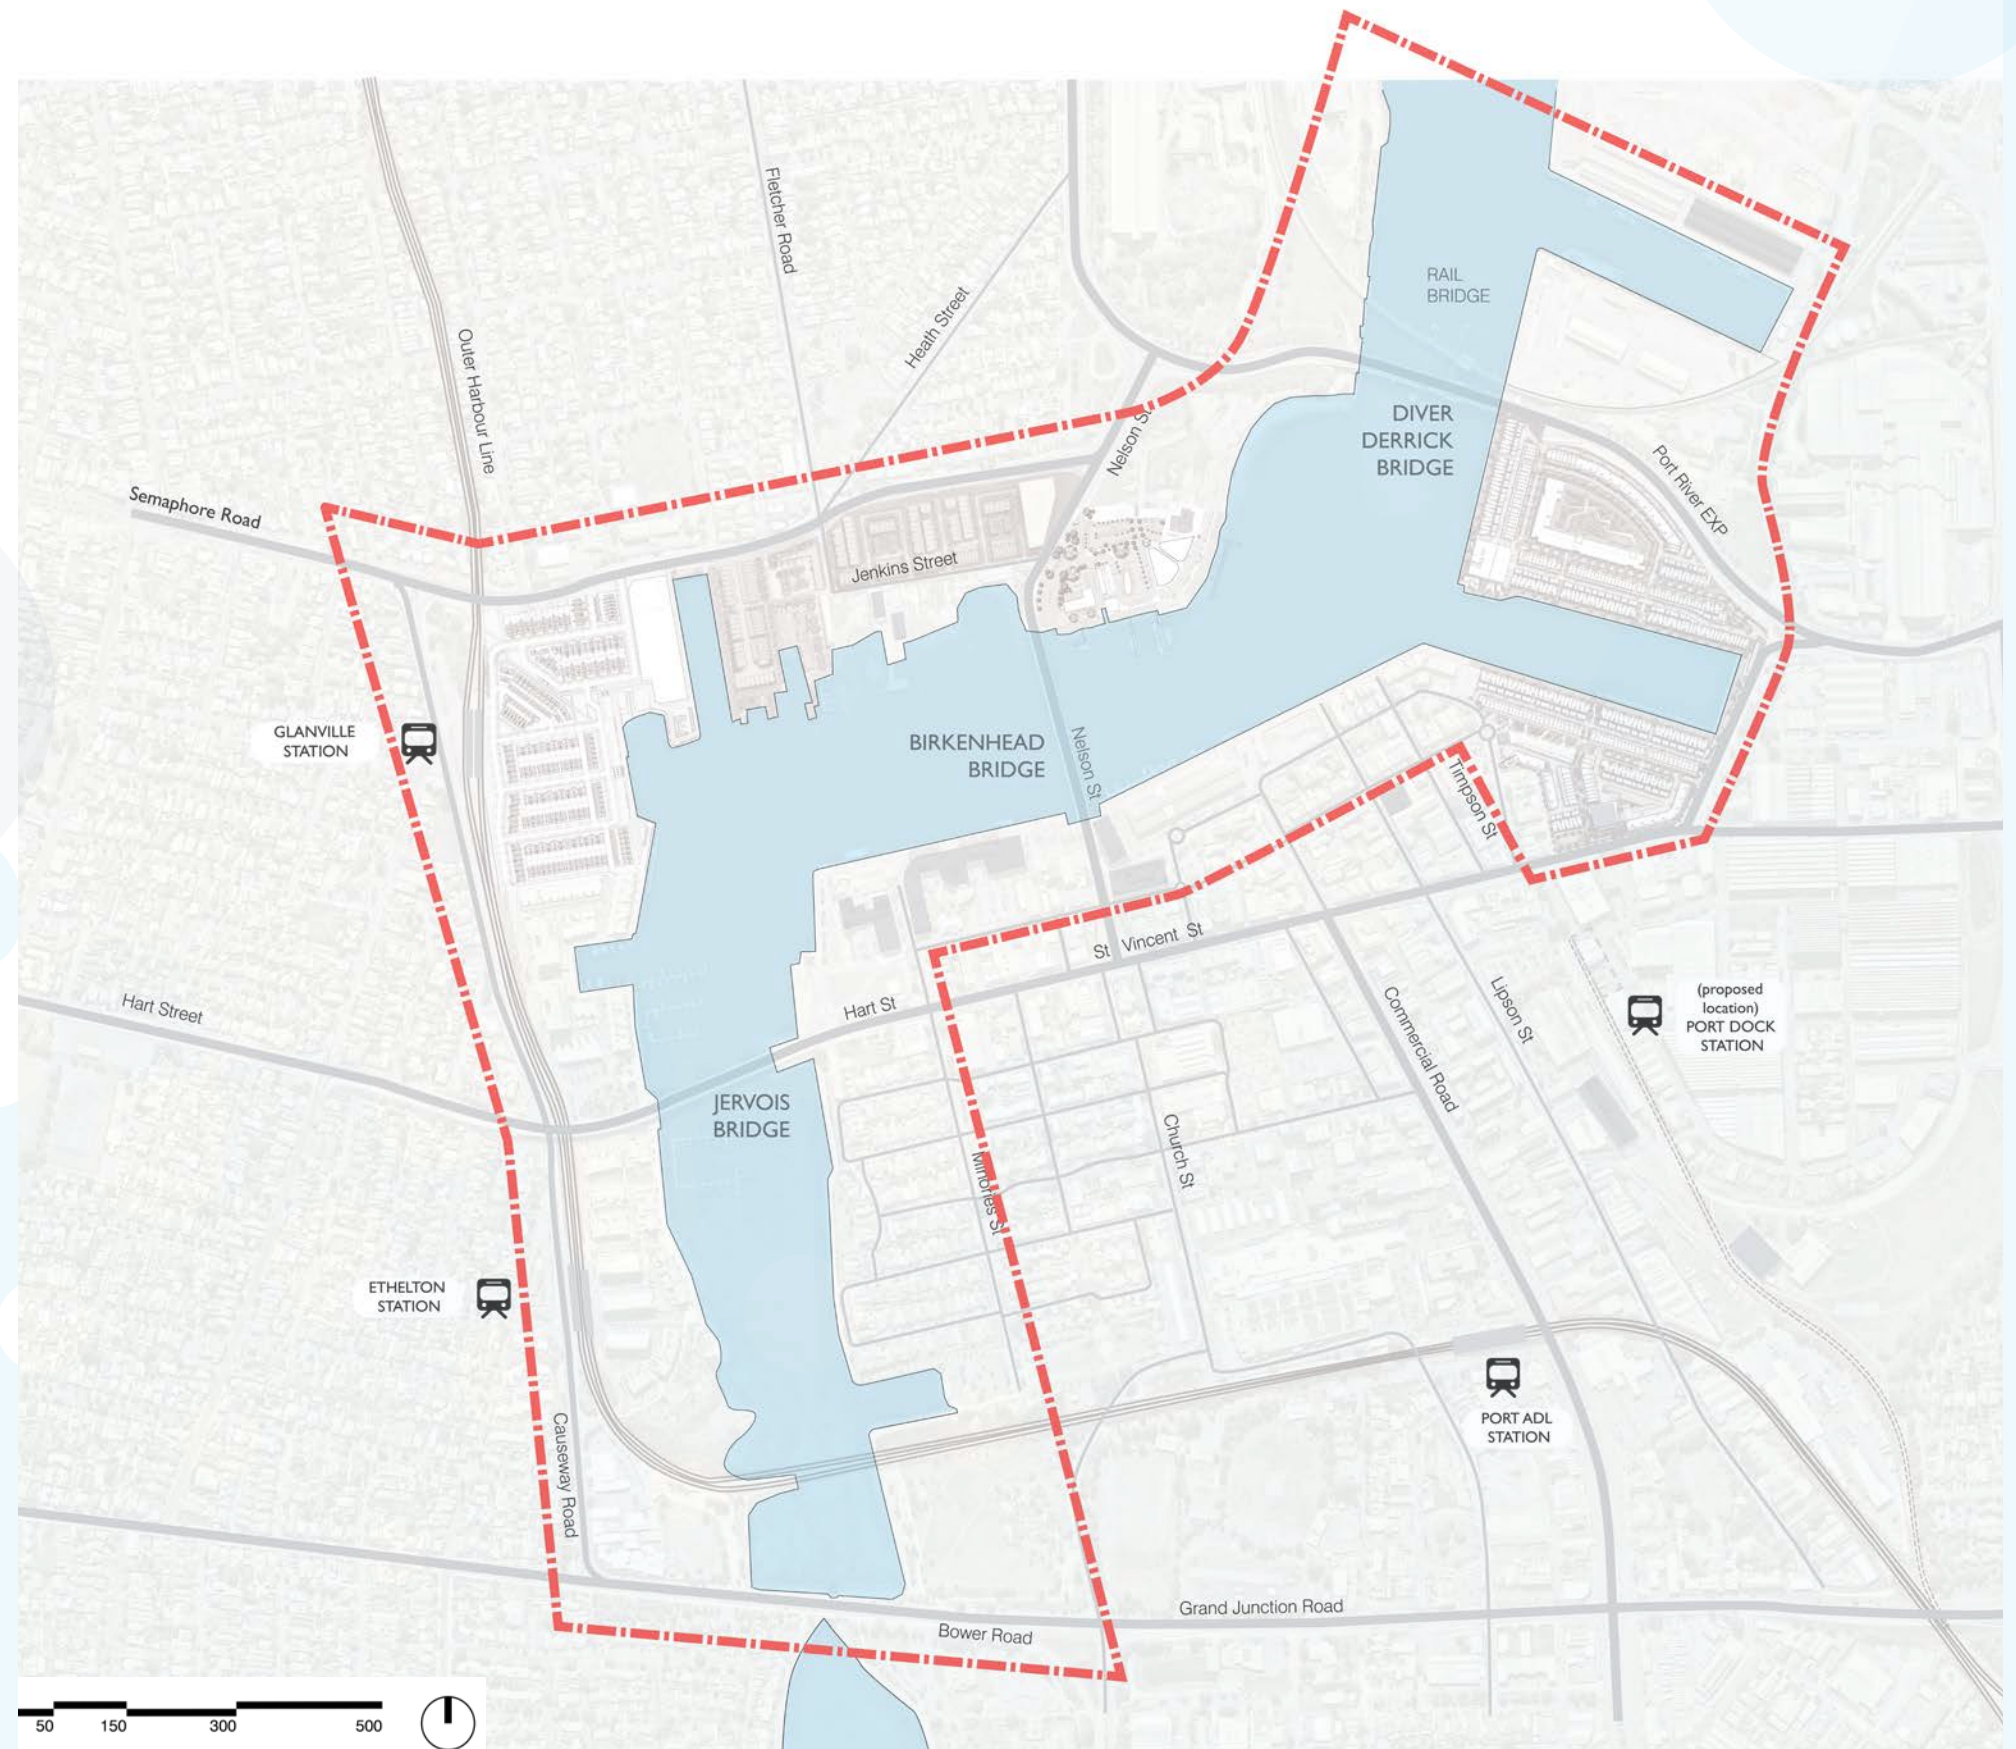 Fletcher Road
Heath Street
RAIL
BRIDGE
Outer Harbour Line
Nelson St
DIVER
DERRICK
BRIDGE
Port River EXP
Semaphore Road
Jenkins Street
GLANVILLE
STATION
BIRKENHEAD
BRIDGE
Nelson St
Timpson St
St Vincent St
Hart Street
Hart St
Commercial Road
Lipson St
(proposed
location)
PORT DOCK
STATION
JERVOIS
BRIDGE
Minories St
Church St
ETHELTON
STATION
PORT ADL
STATION
Causeway Road
Grand Junction Road
Bower Road
50 150 300 500